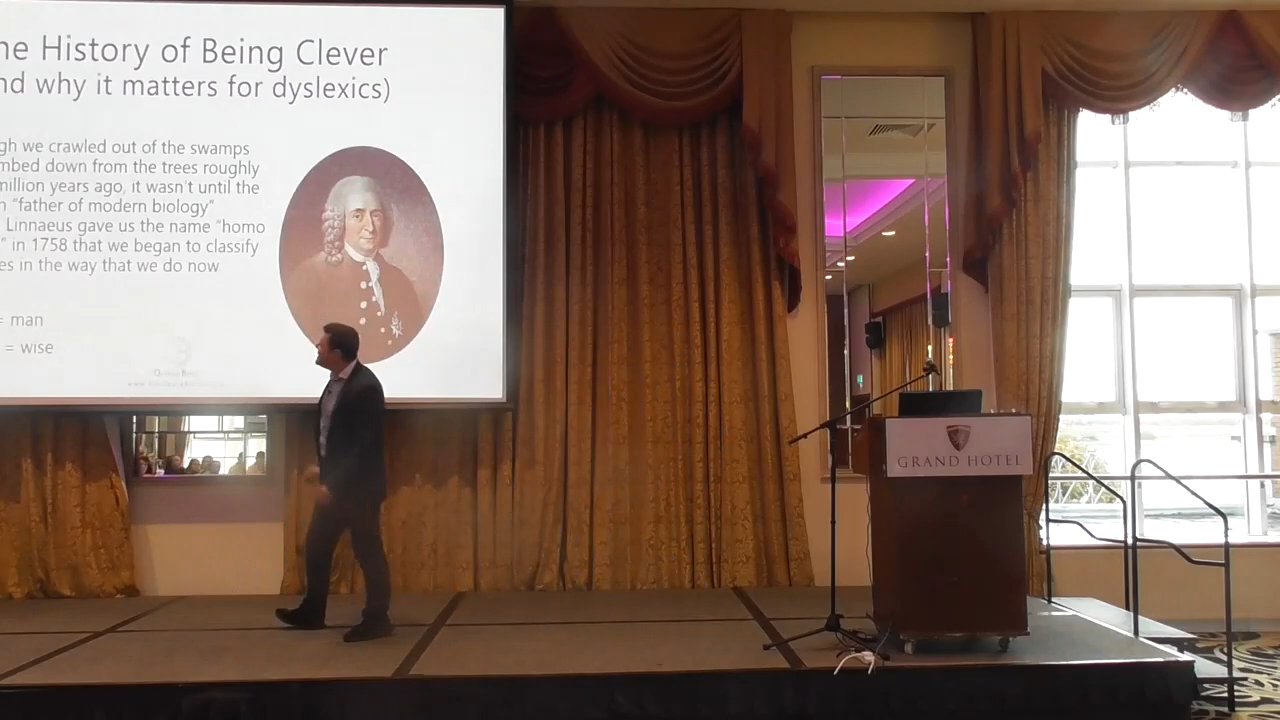 he History of Being Clever
nd why it matters for dyslexics)
gh we crawled out of the swamps
mbed down from the trees roughly
million years ago, it wasn't until the
n "father of modern biology"
Linnaeus gave us the name "homo
" in 1758 that we began to classify
es in the way that we do now
= man
= wise
GRAND HOTEL